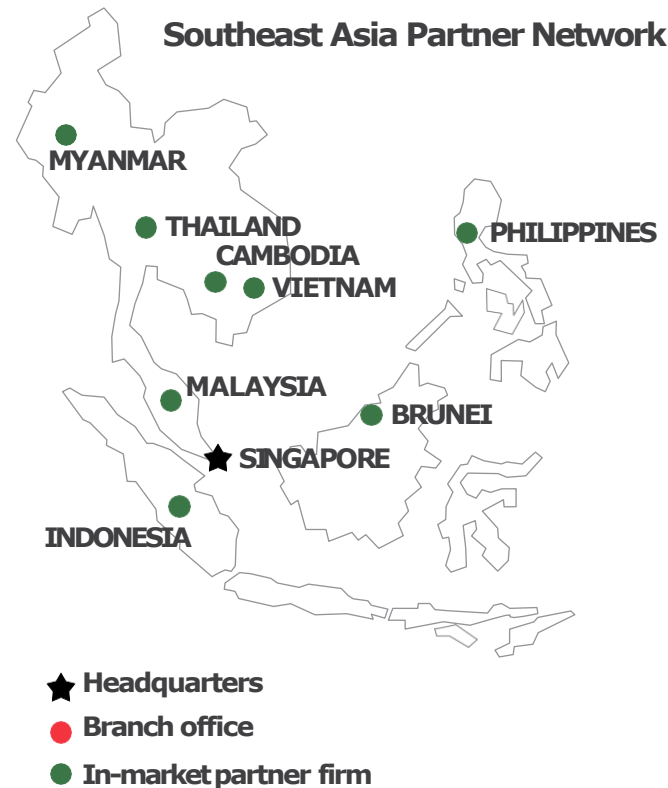 Southeast Asia Partner Network
MYANMAR
THAILAND
PHILIPPINES
CAMBODIA
VIETNAM
MALAYSIA
BRUNEI
SINGAPORE
INDONESIA
Headquarters
Branch office
In-market partner firm